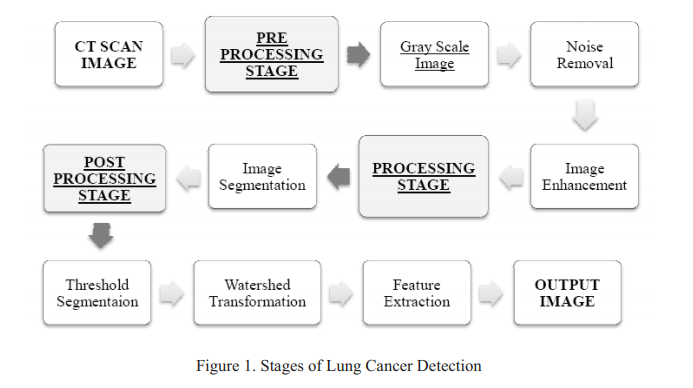 CT SCAN
IMAGE
PRE
PROCESSING
STAGE
Gray Scale
Image
Noise
Removal
Image
Enhancement
PROCESSING
STAGE
Image
Segmentation
POST
PROCESSING
STAGE
Threshold
Segmentaion
Watershed
Transformation
Feature
Extraction
OUTPUT
IMAGE
Figure 1. Stages of Lung Cancer Detection